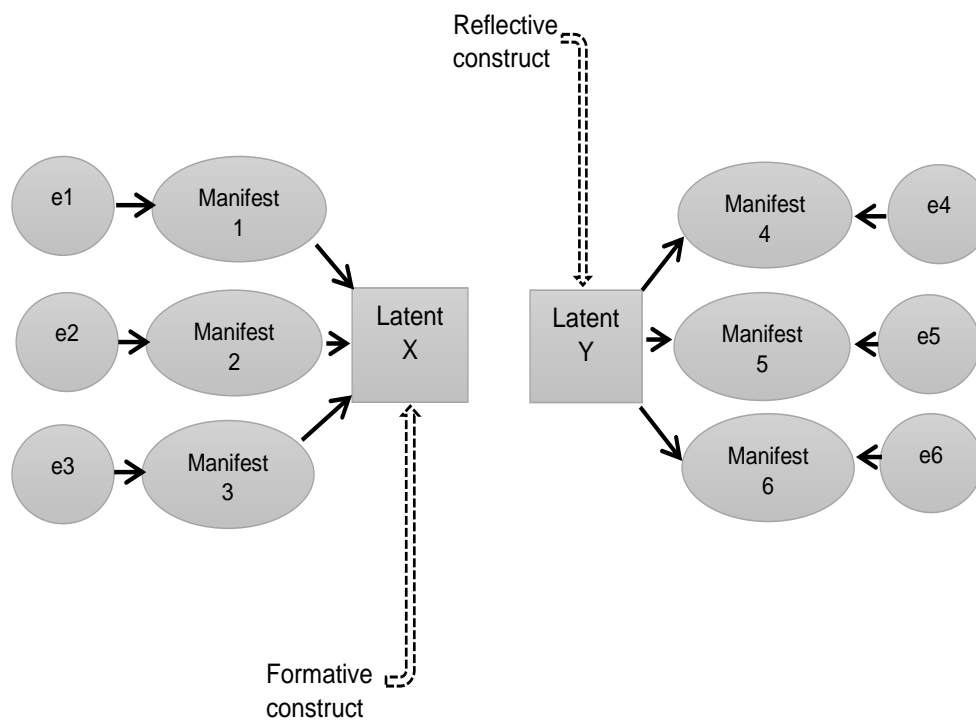 Reflective
construct
e1
Manifest
1
Manifest
4
e4
e2
Manifest
2
Latent
X
Latent
Y
Manifest
5
e5
e3
Manifest
3
Manifest
6
e6
Formative
construct